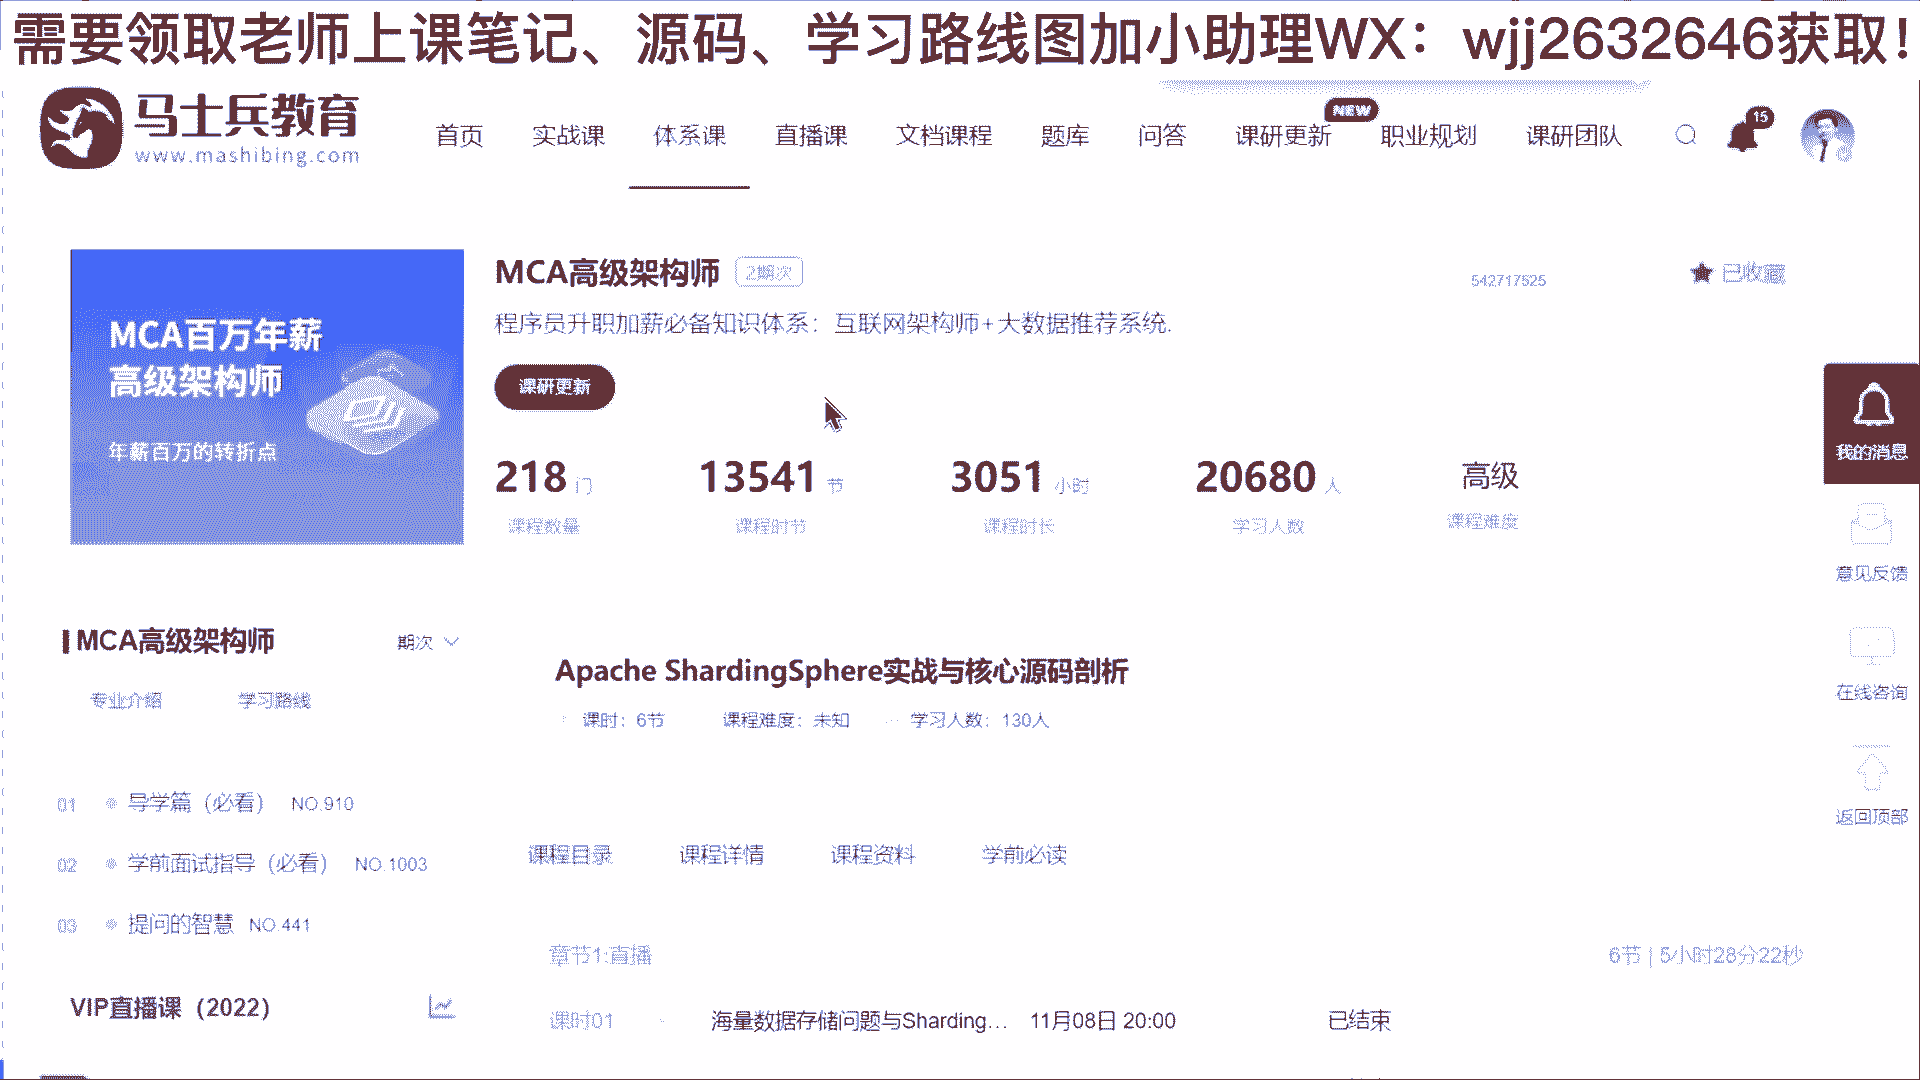 需要领取老师上课笔记、源码、学习路线图加小助理WX：wjj2632646获取！
马士兵教育
www.mashibing.com
首页 实战课 体系课 直播课 文档课程 题库 问答 课研更新 NEW 职业规划 课研团队 15
MCA百万年薪
高级架构师
年薪百万的转折点
MCA高级架构师 2期次 542717525 已收藏
程序员升职加薪必备知识体系：互联网架构师+大数据推荐系统.
课研更新
218 门 13541 节 3051 小时 20680 人 高级
课程数量 课程时节 课程时长 学习人数 课程难度
我的消息
意见反馈
在线咨询
返回顶部
MCA高级架构师 期次
专业介绍 学习路线
01 导学篇（必看） NO.910
02 学前面试指导（必看） NO.1003
03 提问的智慧 NO.441
VIP直播课（2022）
Apache ShardingSphere实战与核心源码剖析
课时：6节 课程难度：未知 学习人数：130人
课程目录 课程详情 课程资料 学前必读
章节1:直播 6节 | 5小时28分22秒
课时01 海量数据存储问题与Sharding... 11月08日 20:00 已结束